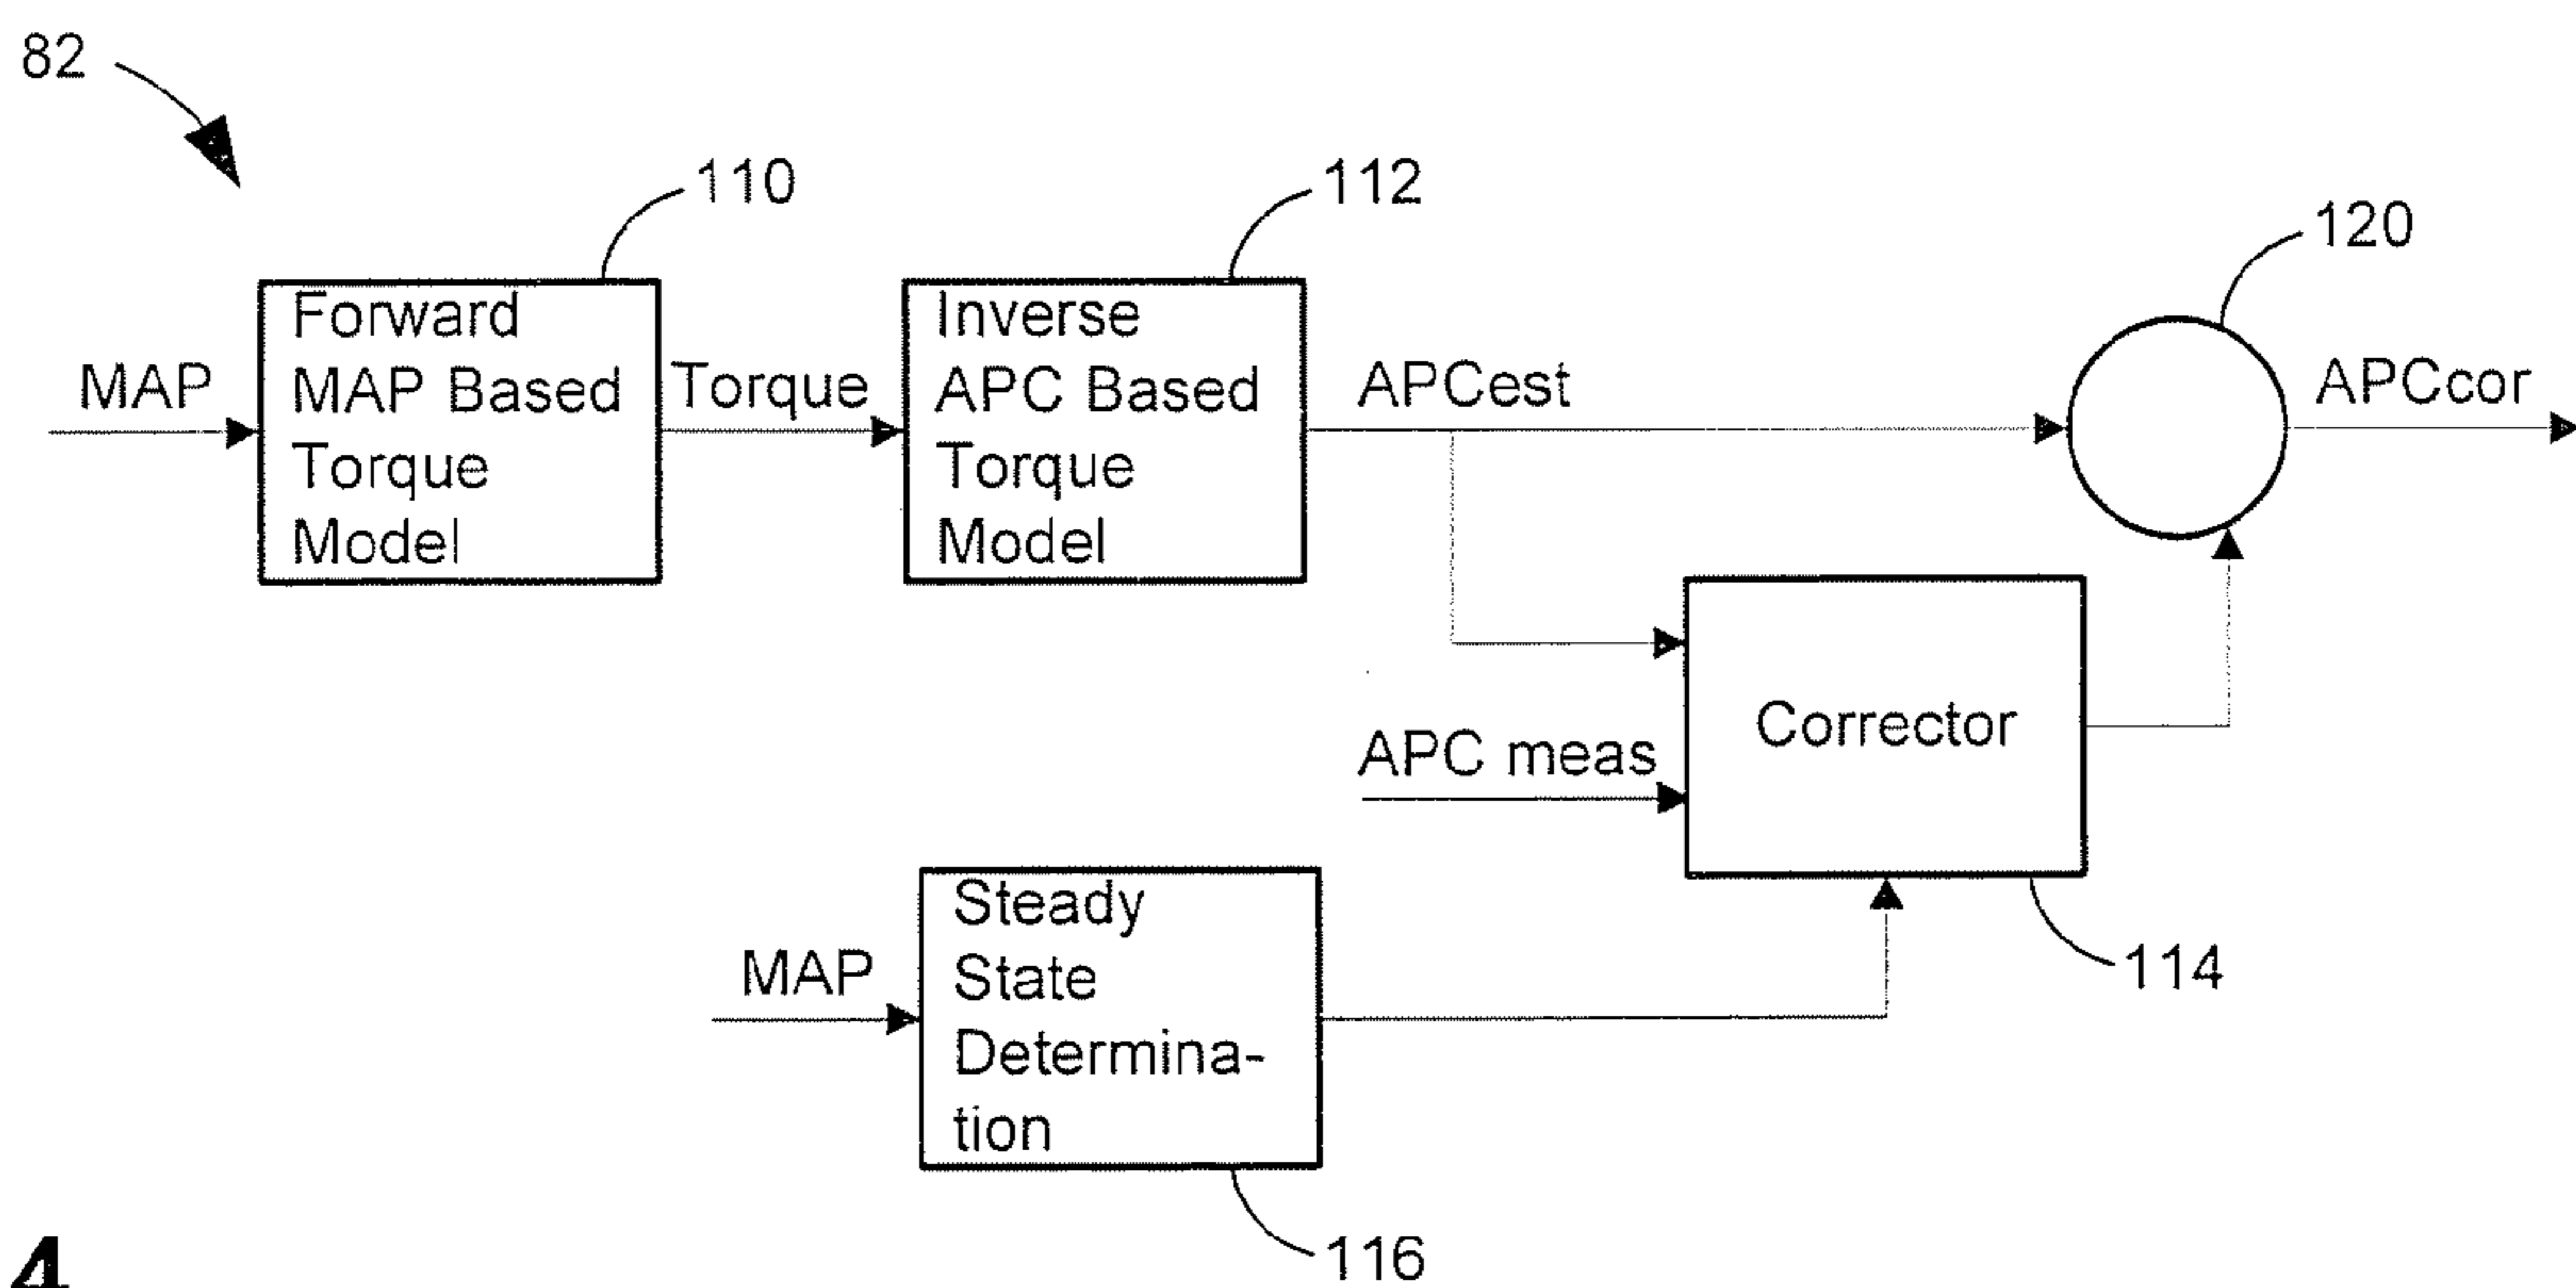 82
110
112
120
Forward
MAP Based
Torque
Model
Inverse
APC Based
Torque
Model
MAP
Torque
APCest
APCcor
Corrector
APC meas
114
Steady
State
Determina-
tion
MAP
116
4